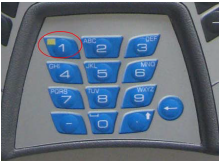 1 ABC 2 DEF 3
GHI 4 JKL 5 MNO 6
PQRS 7 TUV 8 WXYZ 9
0